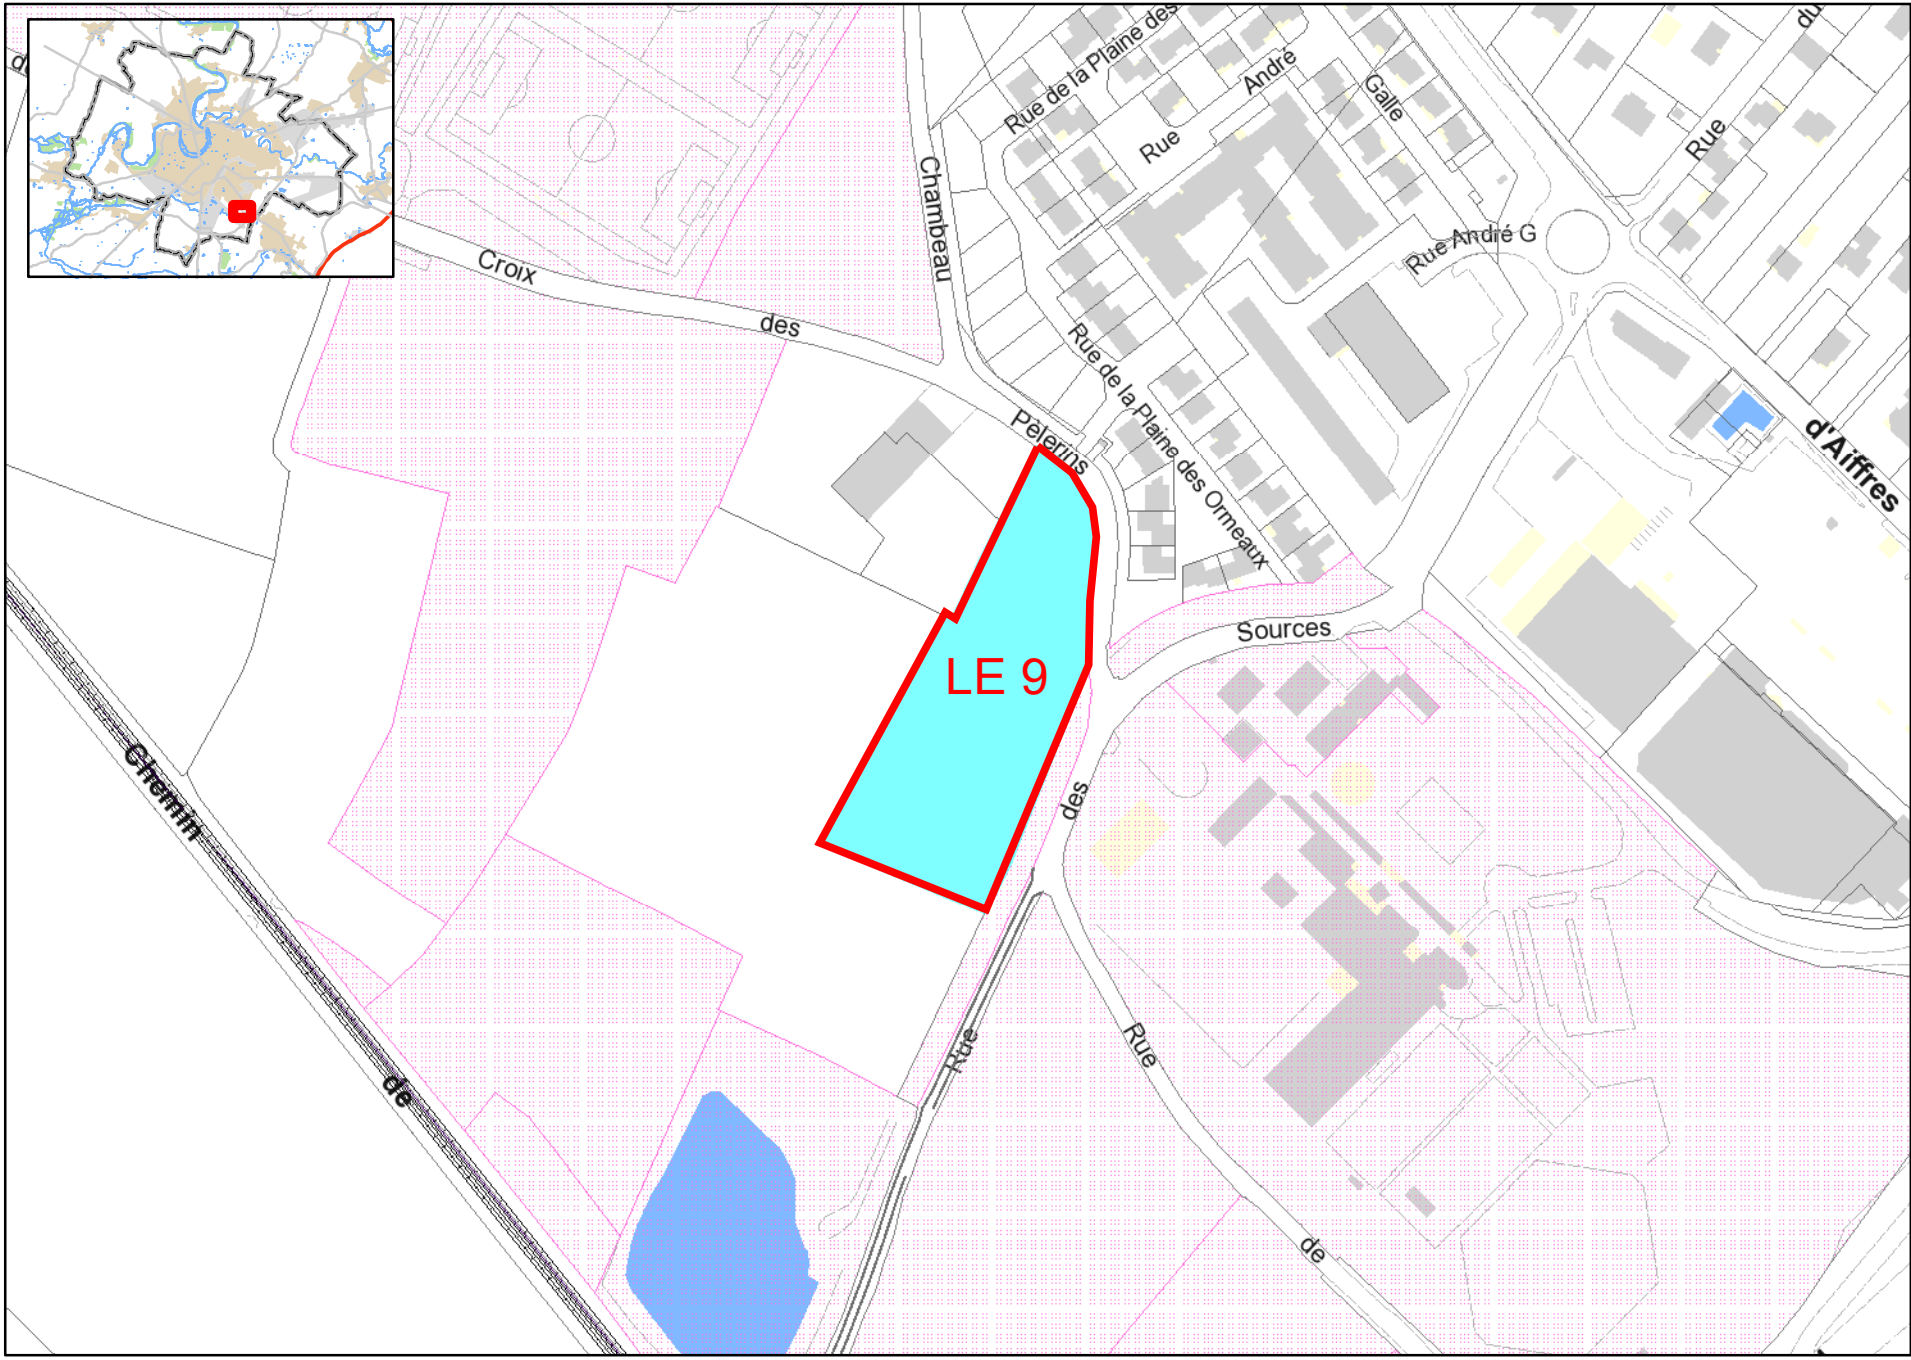 Rue de la Plaine des
Andre
Galle
Rue
Rue
du
Chambeau
Rue André G
Croix
des
Pèlerins
Rue de la Plaine des Ormeaux
d'Aiffres
Sources
LE 9
des
Chemin
de
Rue
Rue
de